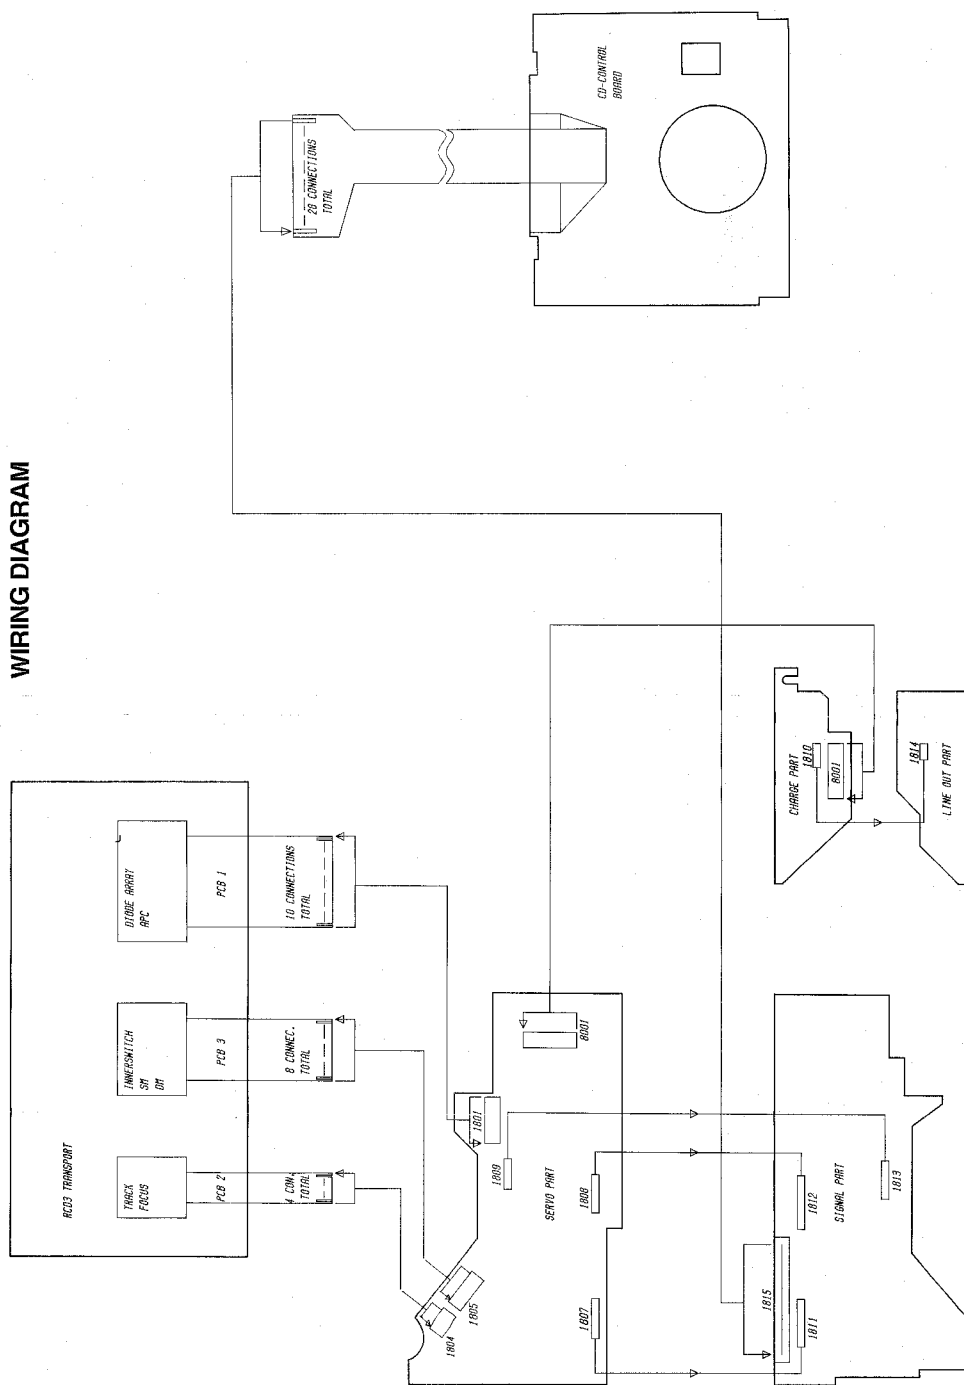 WIRING DIAGRAM
RCD3 TRANSPORT
TRACK
FOCUS
PCB 2
4 CON.
TOTAL
INNERSWITCH
SM
DM
PCB 3
8 CONNEC.
TOTAL
DIODE ARRAY
APC
PCB 1
10 CONNECTIONS
TOTAL
28 CONNECTIONS
TOTAL
CD-CONTROL
BOARD
1804
1805
1801
1809
SERVO PART
1807
1808
8001
1815
1811
1812
SIGNAL PART
1813
CHARGE PART
1810
8001
1814
LINE OUT PART